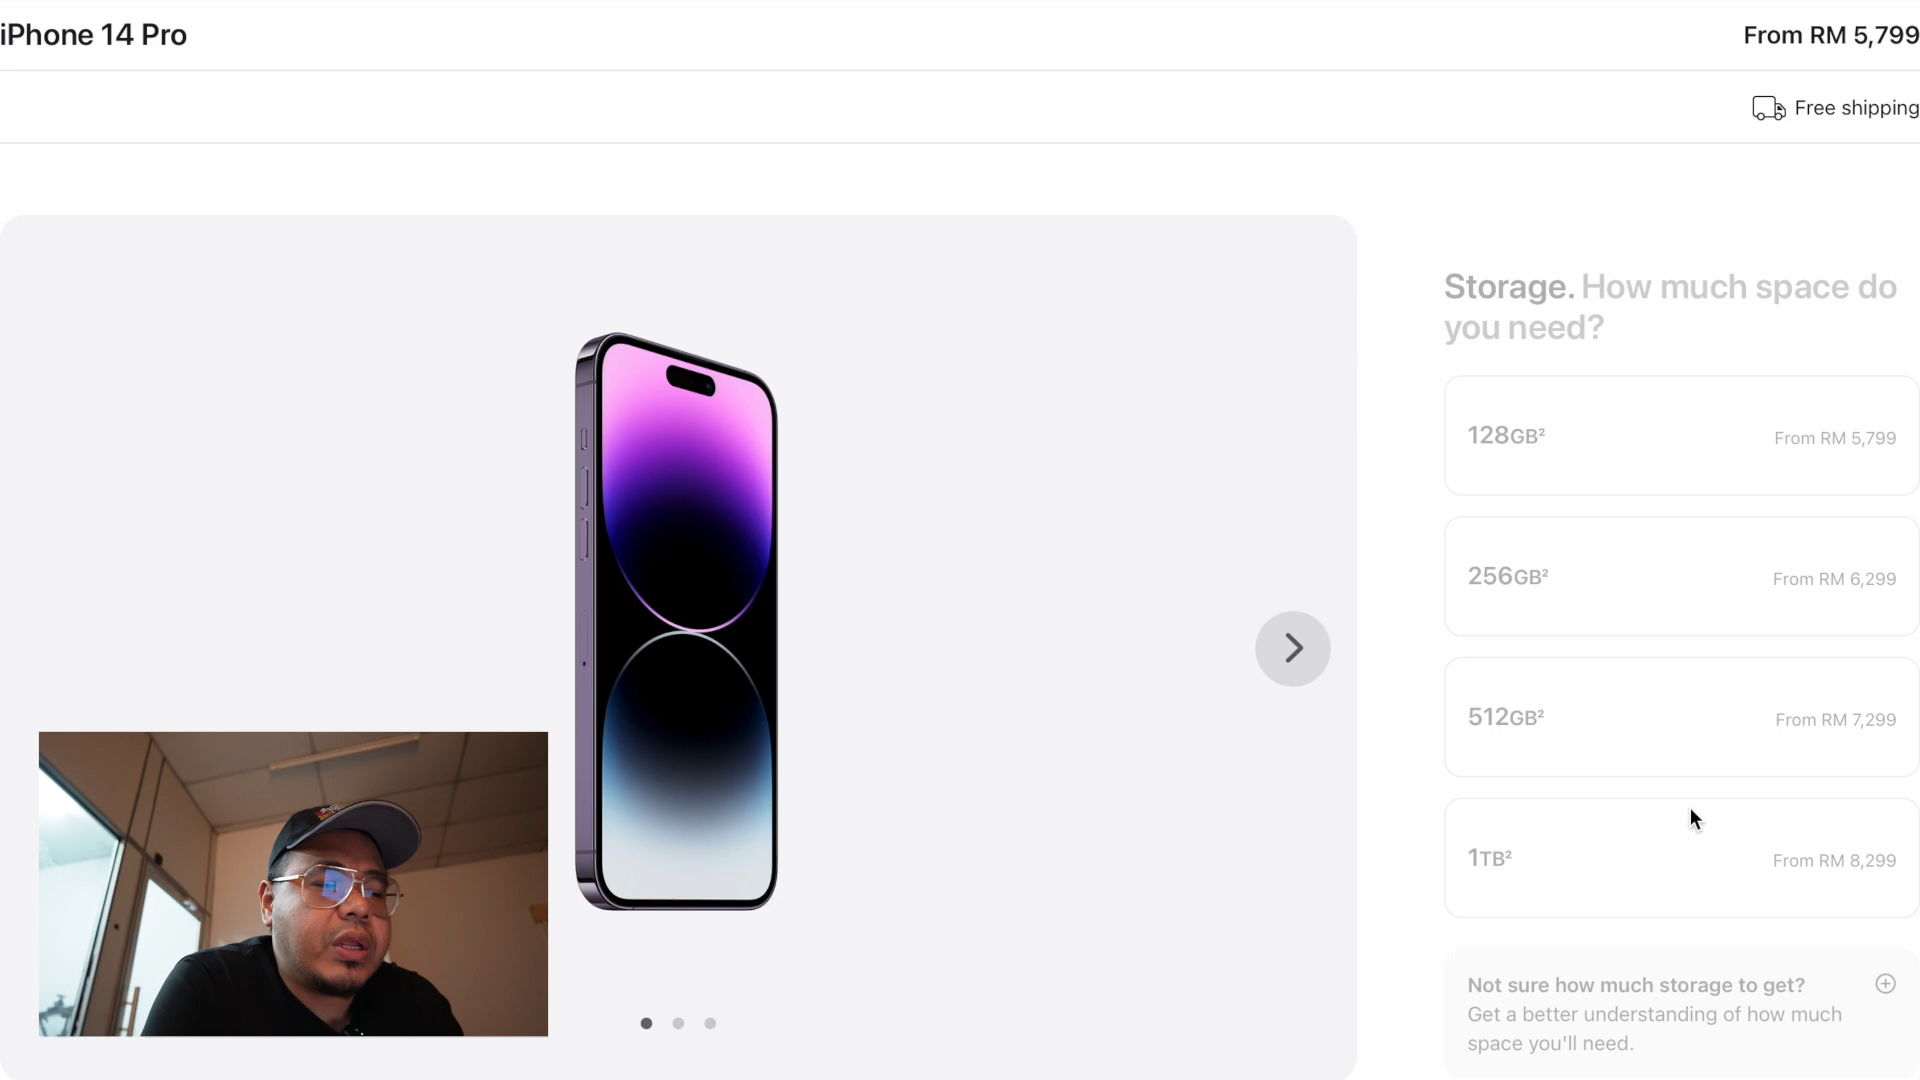 iPhone 14 Pro
From RM 5,799
Free shipping
Storage. How much space do
you need?
128GB²
From RM 5,799
256GB²
From RM 6,299
512GB²
From RM 7,299
1TB²
From RM 8,299
Not sure how much storage to get?
Get a better understanding of how much
space you'll need.